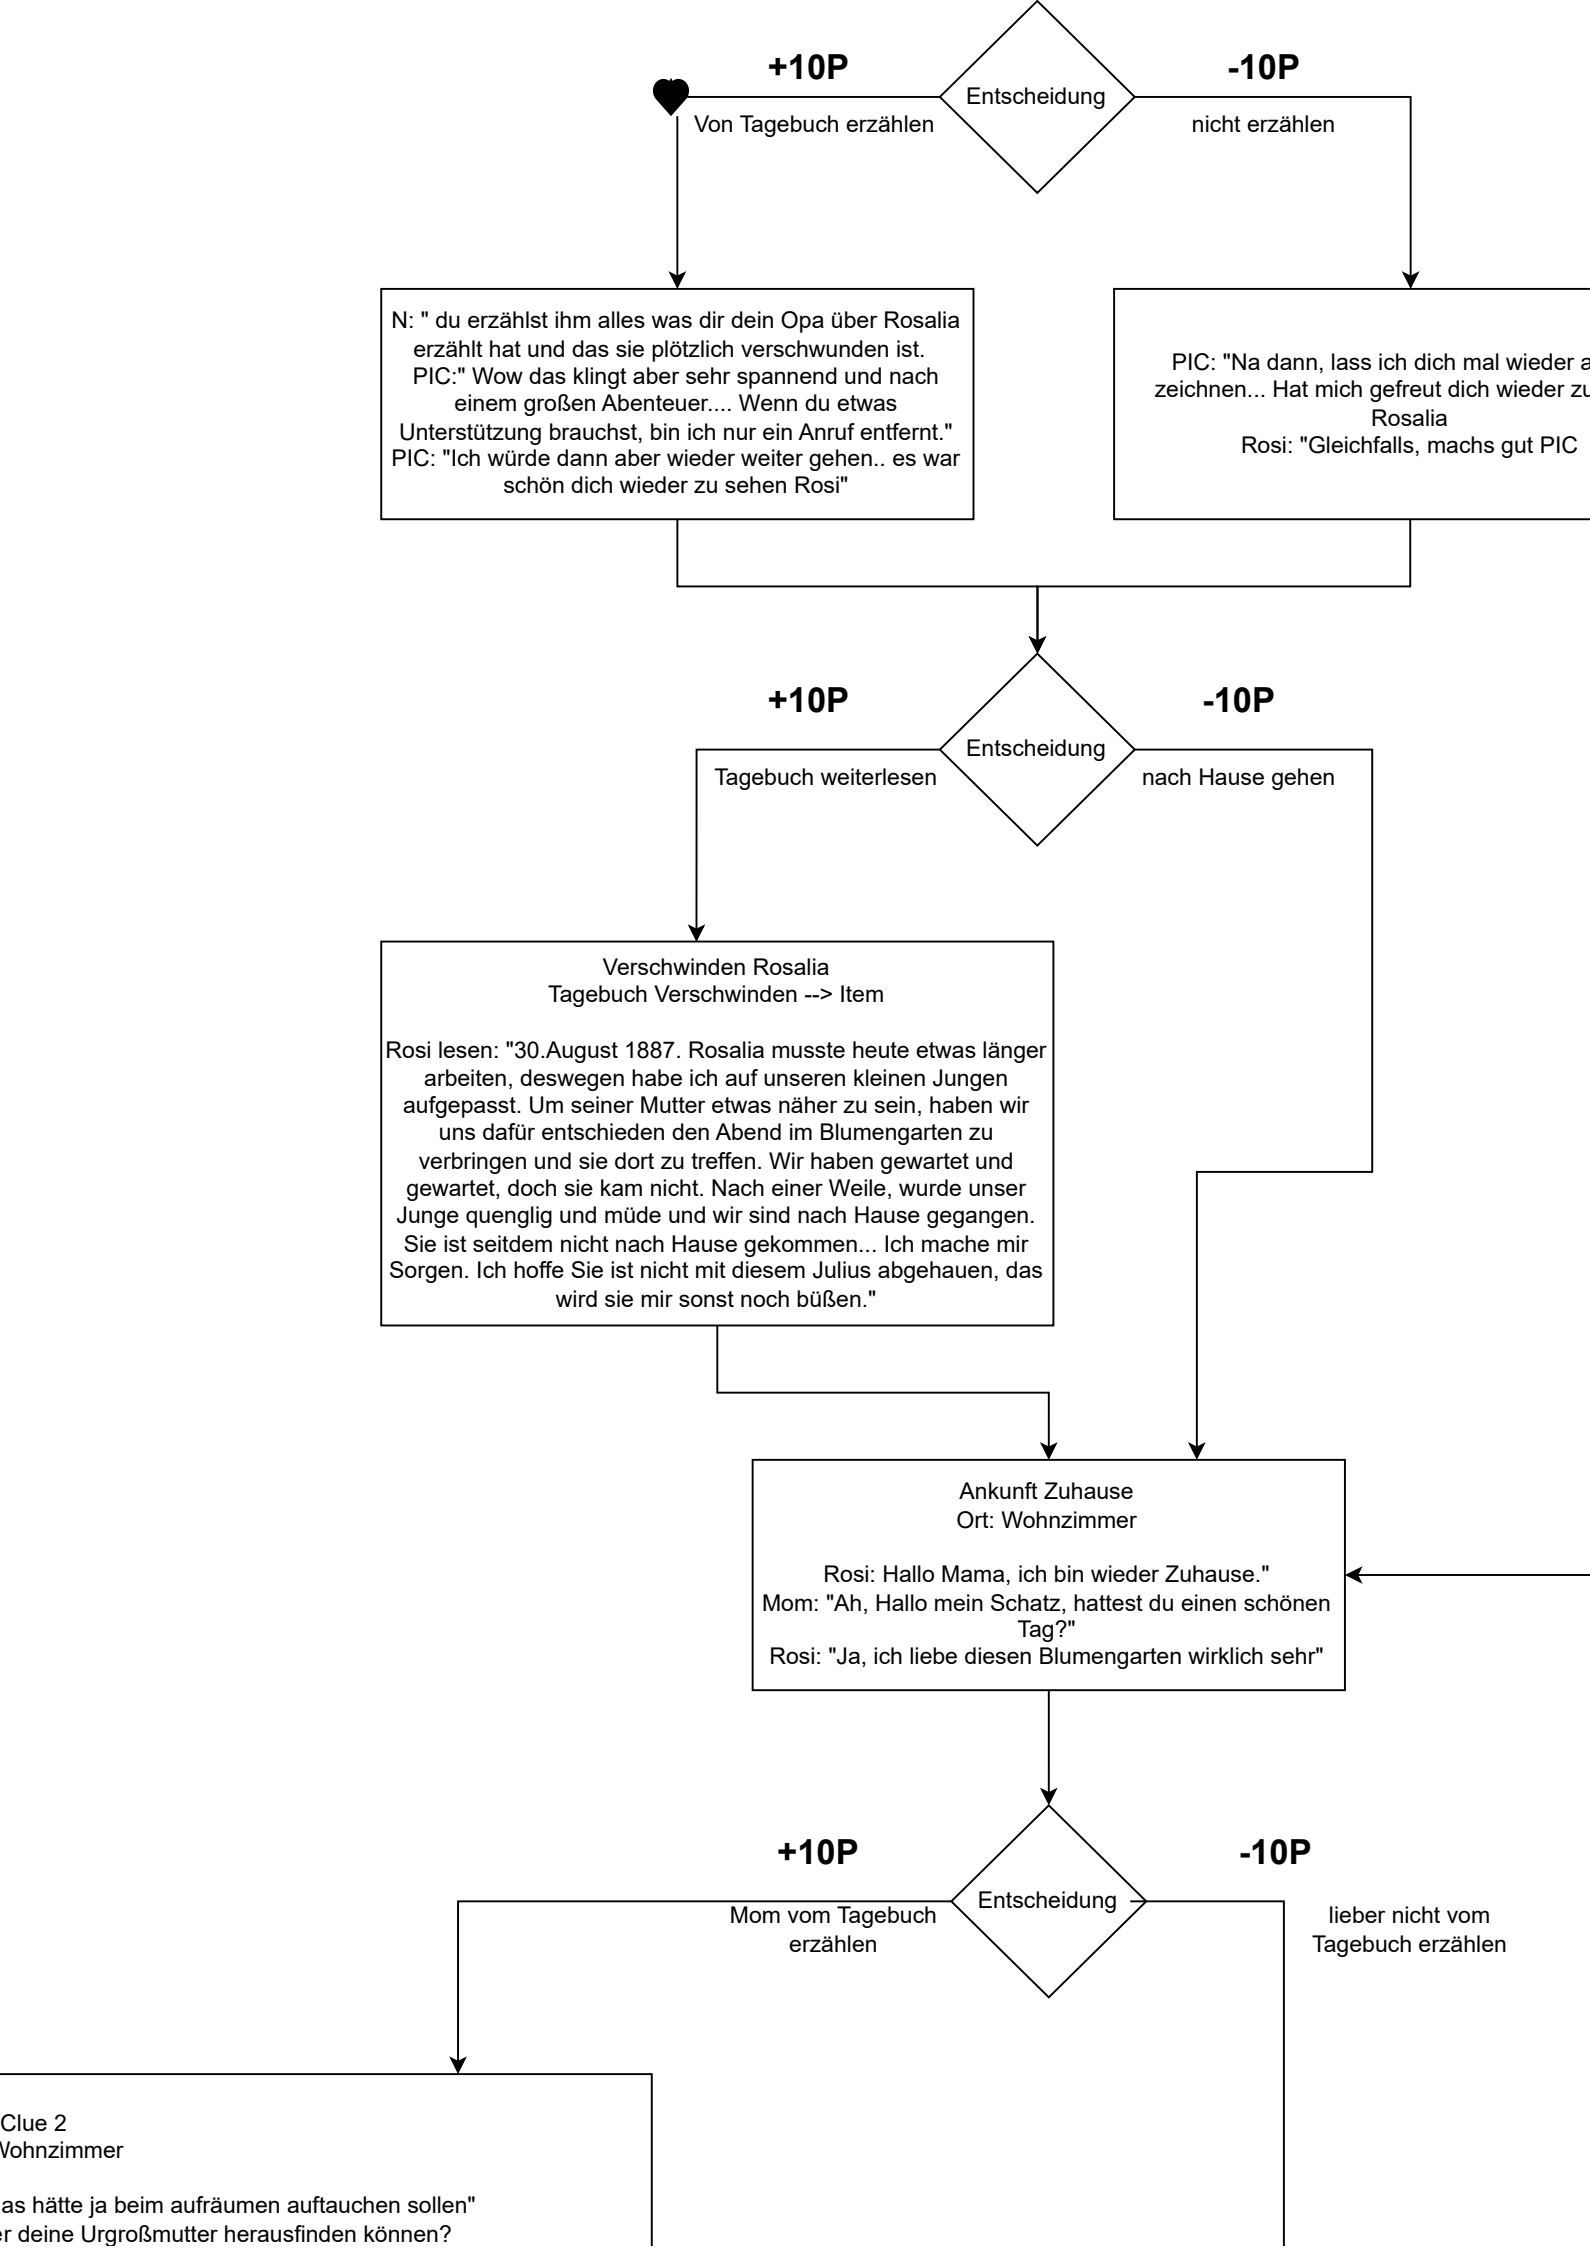 +10P
-10P
Entscheidung
Von Tagebuch erzählen
nicht erzählen
N: " du erzählst ihm alles was dir dein Opa über Rosalia
erzählt hat und das sie plötzlich verschwunden ist.
PIC:" Wow das klingt aber sehr spannend und nach
einem großen Abenteuer.... Wenn du etwas
Unterstützung brauchst, bin ich nur ein Anruf entfernt."
PIC: "Ich würde dann aber wieder weiter gehen.. es war
schön dich wieder zu sehen Rosi"
PIC: "Na dann, lass ich dich mal wieder
zeichnen... Hat mich gefreut dich wieder zu
Rosalia
Rosi: "Gleichfalls, machs gut PIC
+10P
-10P
Entscheidung
Tagebuch weiterlesen
nach Hause gehen
Verschwinden Rosalia
Tagebuch Verschwinden --> Item
Rosi lesen: "30.August 1887. Rosalia musste heute etwas länger
arbeiten, deswegen habe ich auf unseren kleinen Jungen
aufgepasst. Um seiner Mutter etwas näher zu sein, haben wir
uns dafür entschieden den Abend im Blumengarten zu
verbringen und sie dort zu treffen. Wir haben gewartet und
gewartet, doch sie kam nicht. Nach einer Weile, wurde unser
Junge quenglig und müde und wir sind nach Hause gegangen.
Sie ist seitdem nicht nach Hause gekommen... Ich mache mir
Sorgen. Ich hoffe Sie ist nicht mit diesem Julius abgehauen, das
wird sie mir sonst noch büßen."
Ankunft Zuhause
Ort: Wohnzimmer
Rosi: Hallo Mama, ich bin wieder Zuhause."
Mom: "Ah, Hallo mein Schatz, hattest du einen schönen
Tag?"
Rosi: "Ja, ich liebe diesen Blumengarten wirklich sehr"
+10P
-10P
Entscheidung
Mom vom Tagebuch
erzählen
lieber nicht vom
Tagebuch erzählen
Clue 2
Wohnzimmer
as hätte ja beim aufräumen auftauchen sollen"
er deine Urgroßmutter herausfinden können?